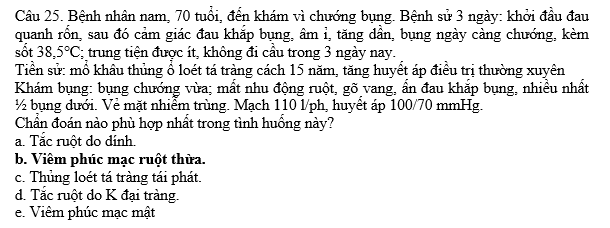 Câu 25. Bệnh nhân nam, 70 tuổi, đến khám vì chướng bụng. Bệnh sử 3 ngày: khởi đầu đau
quanh rốn, sau đó cảm giác đau khắp bụng, âm ỉ, tăng dần, bụng ngày càng chướng, kèm
sốt 38,5°C; trung tiện được ít, không đi cầu trong 3 ngày nay.
Tiền sử: mổ khâu thủng ổ loét tá tràng cách 15 năm, tăng huyết áp điều trị thường xuyên
Khám bụng: bụng chướng vừa; mất nhu động ruột, gõ vang, ấn đau khắp bụng, nhiều nhất
½ bụng dưới. Vẻ mặt nhiễm trùng. Mạch 110 l/ph, huyết áp 100/70 mmHg.
Chẩn đoán nào phù hợp nhất trong tình huống này?
a. Tắc ruột do dính.
b. Viêm phúc mạc ruột thừa.
c. Thủng loét tá tràng tái phát.
d. Tắc ruột do K đại tràng.
e. Viêm phúc mạc mật